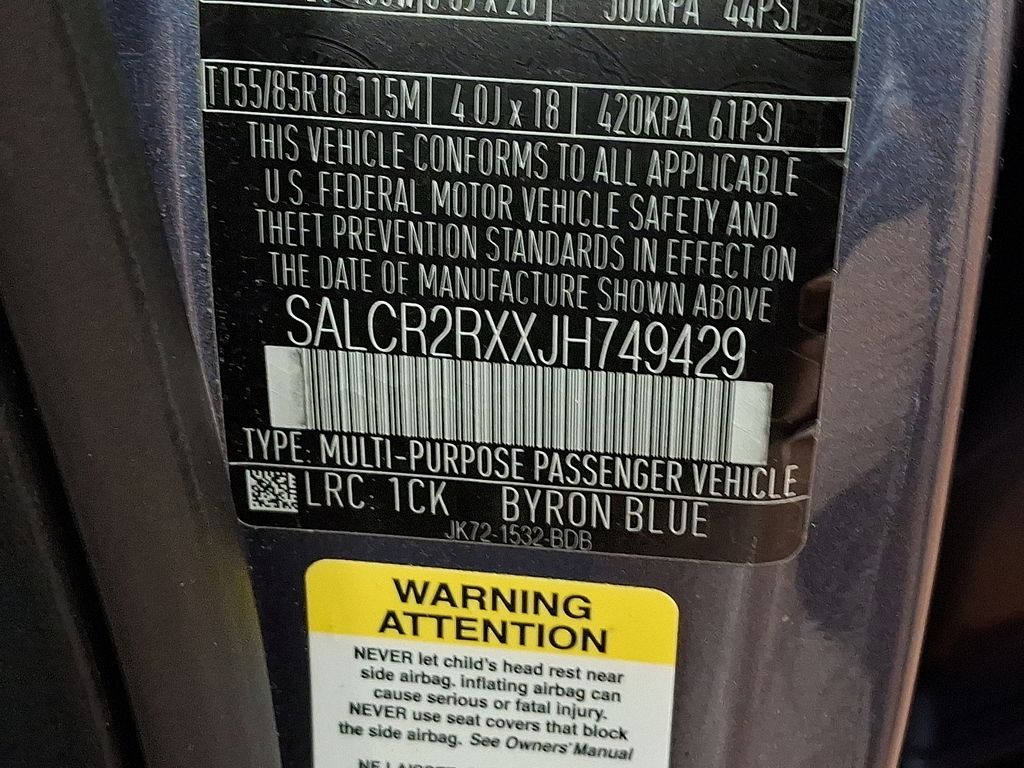 300KPA 44PSI
T155/85R18 115M 4.0J x 18 420KPA 61PSI
THIS VEHICLE CONFORMS TO ALL APPLICABLE
U.S. FEDERAL MOTOR VEHICLE SAFETY AND
THEFT PREVENTION STANDARDS IN EFFECT ON
THE DATE OF MANUFACTURE SHOWN ABOVE
SALCR2RXXJH749429
TYPE: MULTI-PURPOSE PASSENGER VEHICLE
LRC: 1CK BYRON BLUE
JK72-1532-BDB
WARNING
ATTENTION
NEVER let child's head rest near
side airbag. inflating airbag can
cause serious or fatal injury.
NEVER use seat covers that block
the side airbag. See Owners' Manual